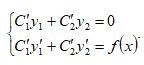 C₁′y₁ + C₂′y₂ = 0
C₁′y₁′ + C₂′y₂′ = f(x).